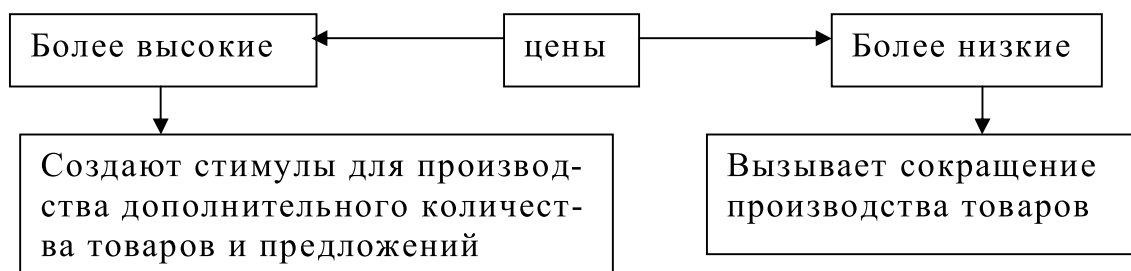 Более высокие
цены
Более низкие
Создают стимулы для производ-
ства дополнительного количест-
ва товаров и предложений
Вызывает сокращение
производства товаров